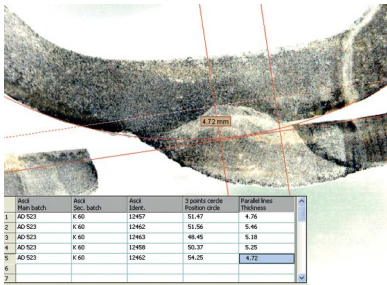 4.72 mm
Ascii Main batch Ascii Sec. batch Ascii Ident. 3 points cercle Position circle Parallel lines Thickness
1 AD 523 K 60 12457 51.47 4.76
2 AD 523 K 60 12462 51.56 5.46
3 AD 523 K 60 12463 48.45 5.18
4 AD 523 K 60 12458 50.37 5.25
5 AD 523 K 60 12462 54.25 4.72
6
7